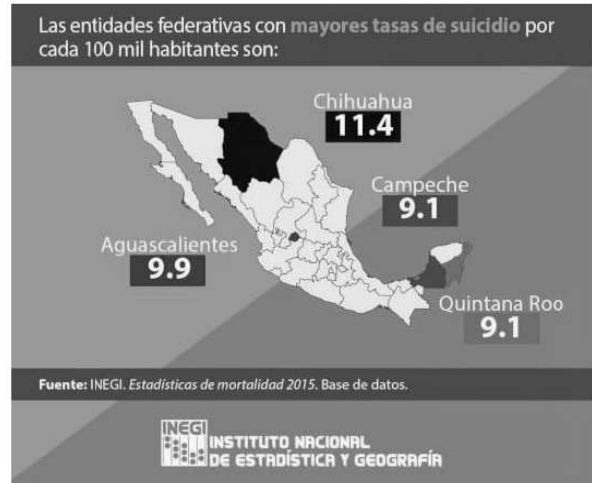 Las entidades federativas con mayores tasas de suicidio por
cada 100 mil habitantes son:
Chihuahua
11.4
Campeche
9.1
Aguascalientes
9.9
Quintana Roo
9.1
Fuente: INEGI. Estadísticas de mortalidad 2015. Base de datos.
INEGI
INSTITUTO NACIONAL
DE ESTADÍSTICA Y GEOGRAFÍA